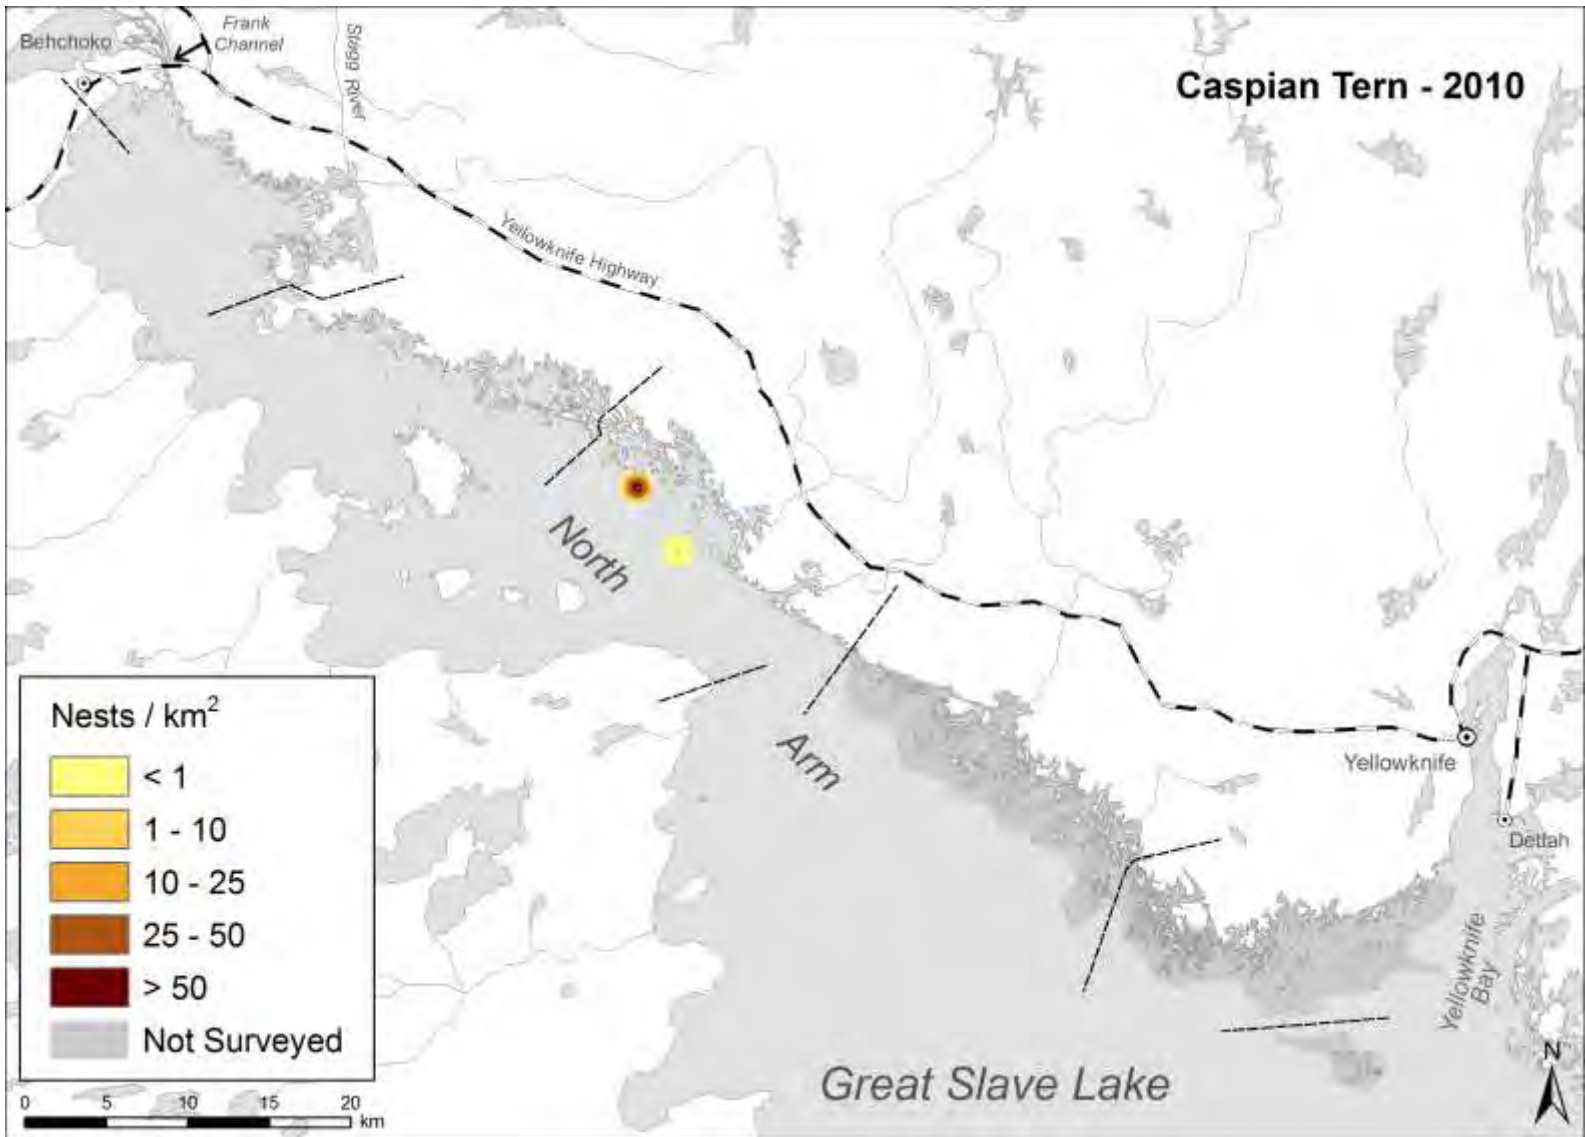 Behchoko
Frank
Channel
Stagg River
Caspian Tern - 2010
Yellowknife Highway
North
Arm
Yellowknife
Dettah
Yellowknife
Bay
Great Slave Lake
N
Nests / km²
< 1
1 - 10
10 - 25
25 - 50
> 50
Not Surveyed
0 5 10 15 20
km